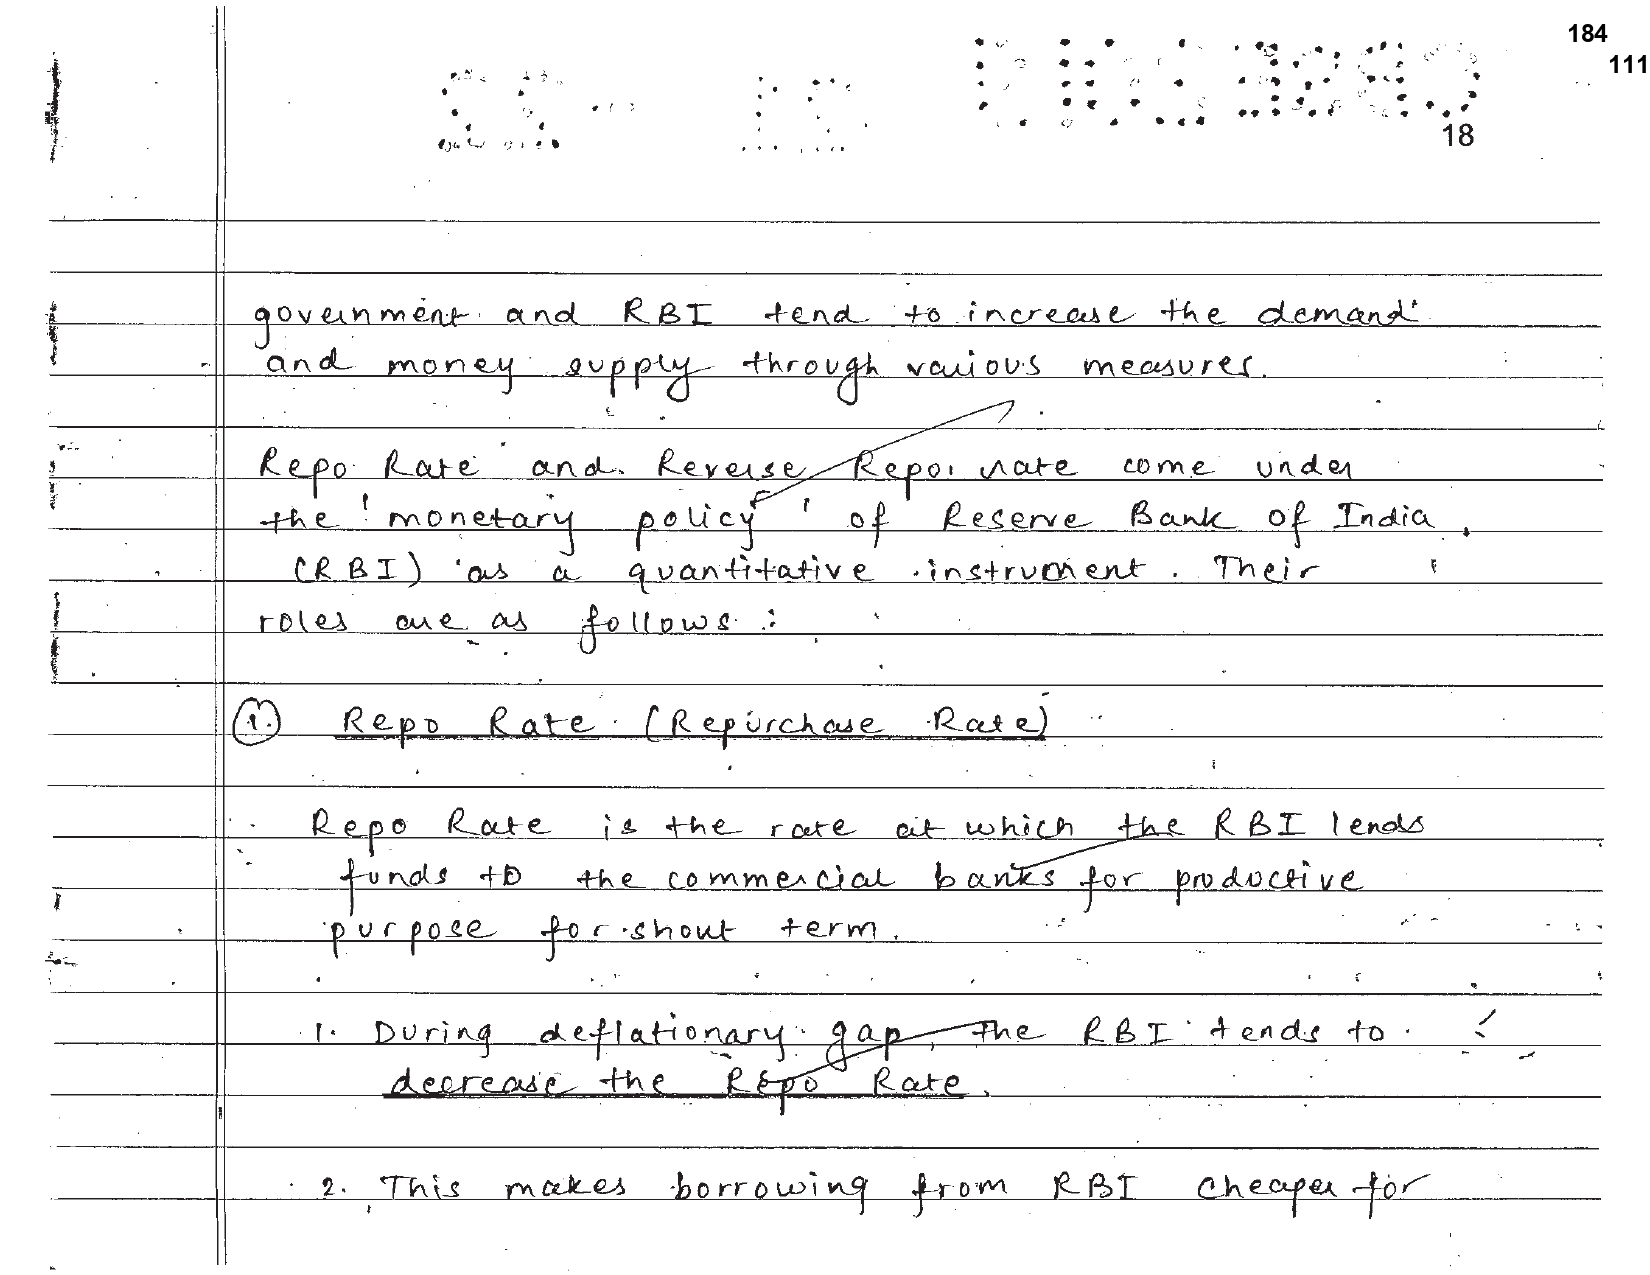 184
111
18
government and RBI tend to increase the demand
and money supply through various measures.
Repo Rate and Reverse Repo rate come under
the 'monetary policy' of Reserve Bank of India
(RBI) as a quantitative instrument. Their
roles are as follows:
1. Repo Rate (Repurchase Rate)
Repo Rate is the rate at which the RBI lends
funds to the commercial banks for productive
purpose for short term.
1. During deflationary gap, the RBI tends to
decrease the Repo Rate.
2. This makes borrowing from RBI cheaper for